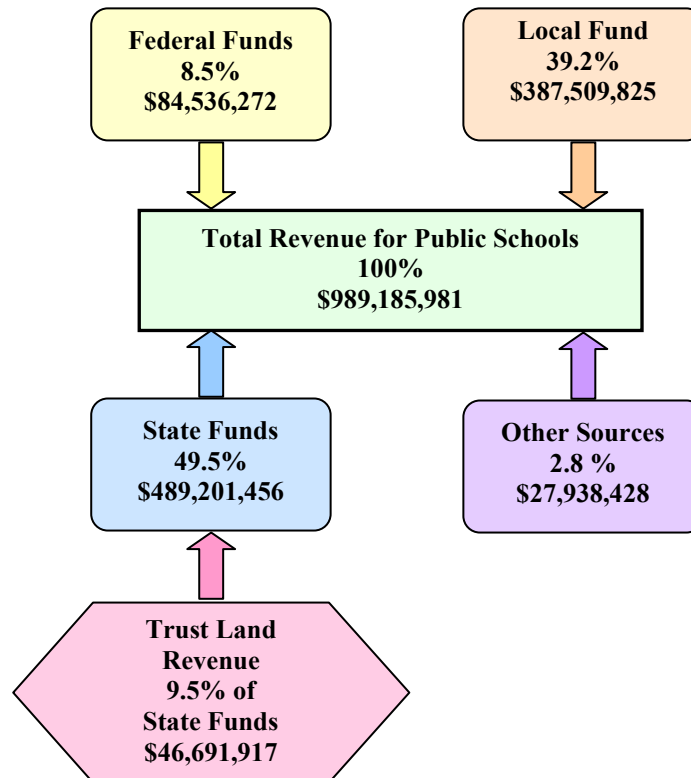 Federal Funds
8.5%
$84,536,272
Local Fund
39.2%
$387,509,825
Total Revenue for Public Schools
100%
$989,185,981
State Funds
49.5%
$489,201,456
Other Sources
2.8 %
$27,938,428
Trust Land
Revenue
9.5% of
State Funds
$46,691,917